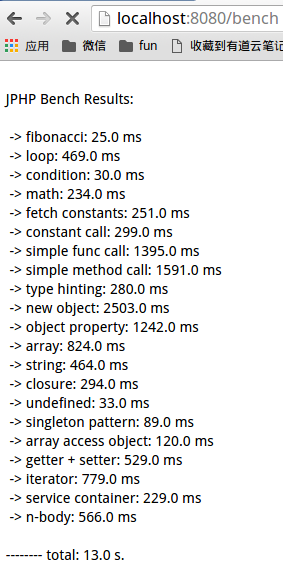 localhost:8080/bench
应用 微信 fun 收藏到有道云笔记
JPHP Bench Results:
-> fibonacci: 25.0 ms
-> loop: 469.0 ms
-> condition: 30.0 ms
-> math: 234.0 ms
-> fetch constants: 251.0 ms
-> constant call: 299.0 ms
-> simple func call: 1395.0 ms
-> simple method call: 1591.0 ms
-> type hinting: 280.0 ms
-> new object: 2503.0 ms
-> object property: 1242.0 ms
-> array: 824.0 ms
-> string: 464.0 ms
-> closure: 294.0 ms
-> undefined: 33.0 ms
-> singleton pattern: 89.0 ms
-> array access object: 120.0 ms
-> getter + setter: 529.0 ms
-> iterator: 779.0 ms
-> service container: 229.0 ms
-> n-body: 566.0 ms
-------- total: 13.0 s.